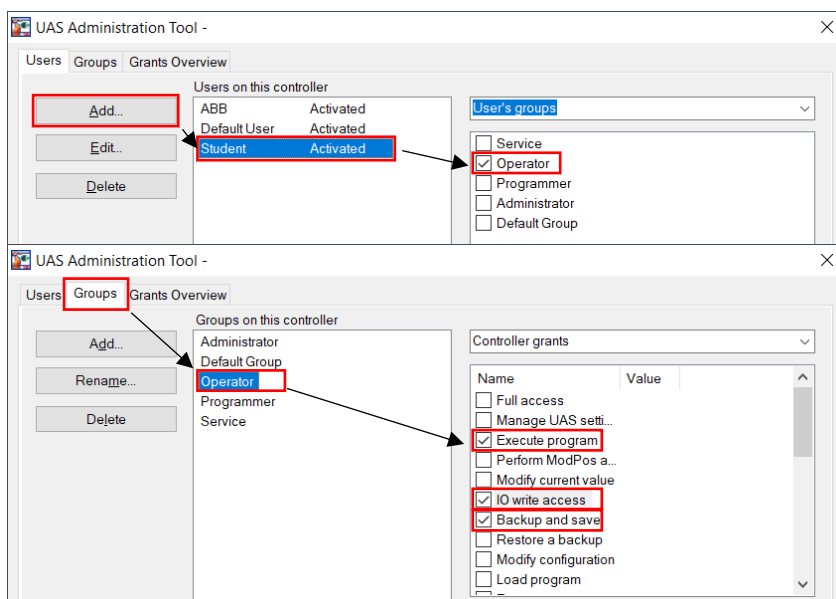 UAS Administration Tool -
Users Groups Grants Overview
Users on this controller
Add...
Edit...
Delete
ABB Activated
Default User Activated
Student Activated
User's groups
Service
Operator
Programmer
Administrator
Default Group
UAS Administration Tool -
Users Groups Grants Overview
Groups on this controller
Add...
Rename...
Delete
Administrator
Default Group
Operator
Programmer
Service
Controller grants
Name Value
Full access
Manage UAS setti...
Execute program
Perform ModPos a...
Modify current value
IO write access
Backup and save
Restore a backup
Modify configuration
Load program